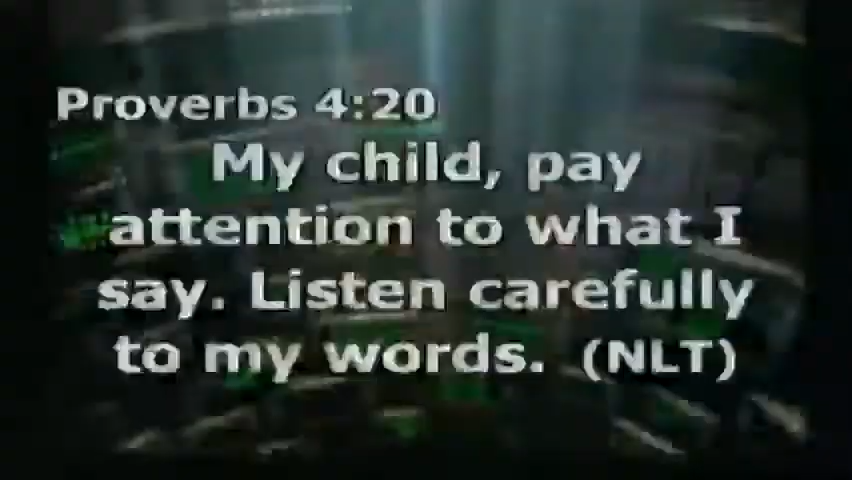 Proverbs 4:20
My child, pay
attention to what I
say. Listen carefully
to my words. (NLT)